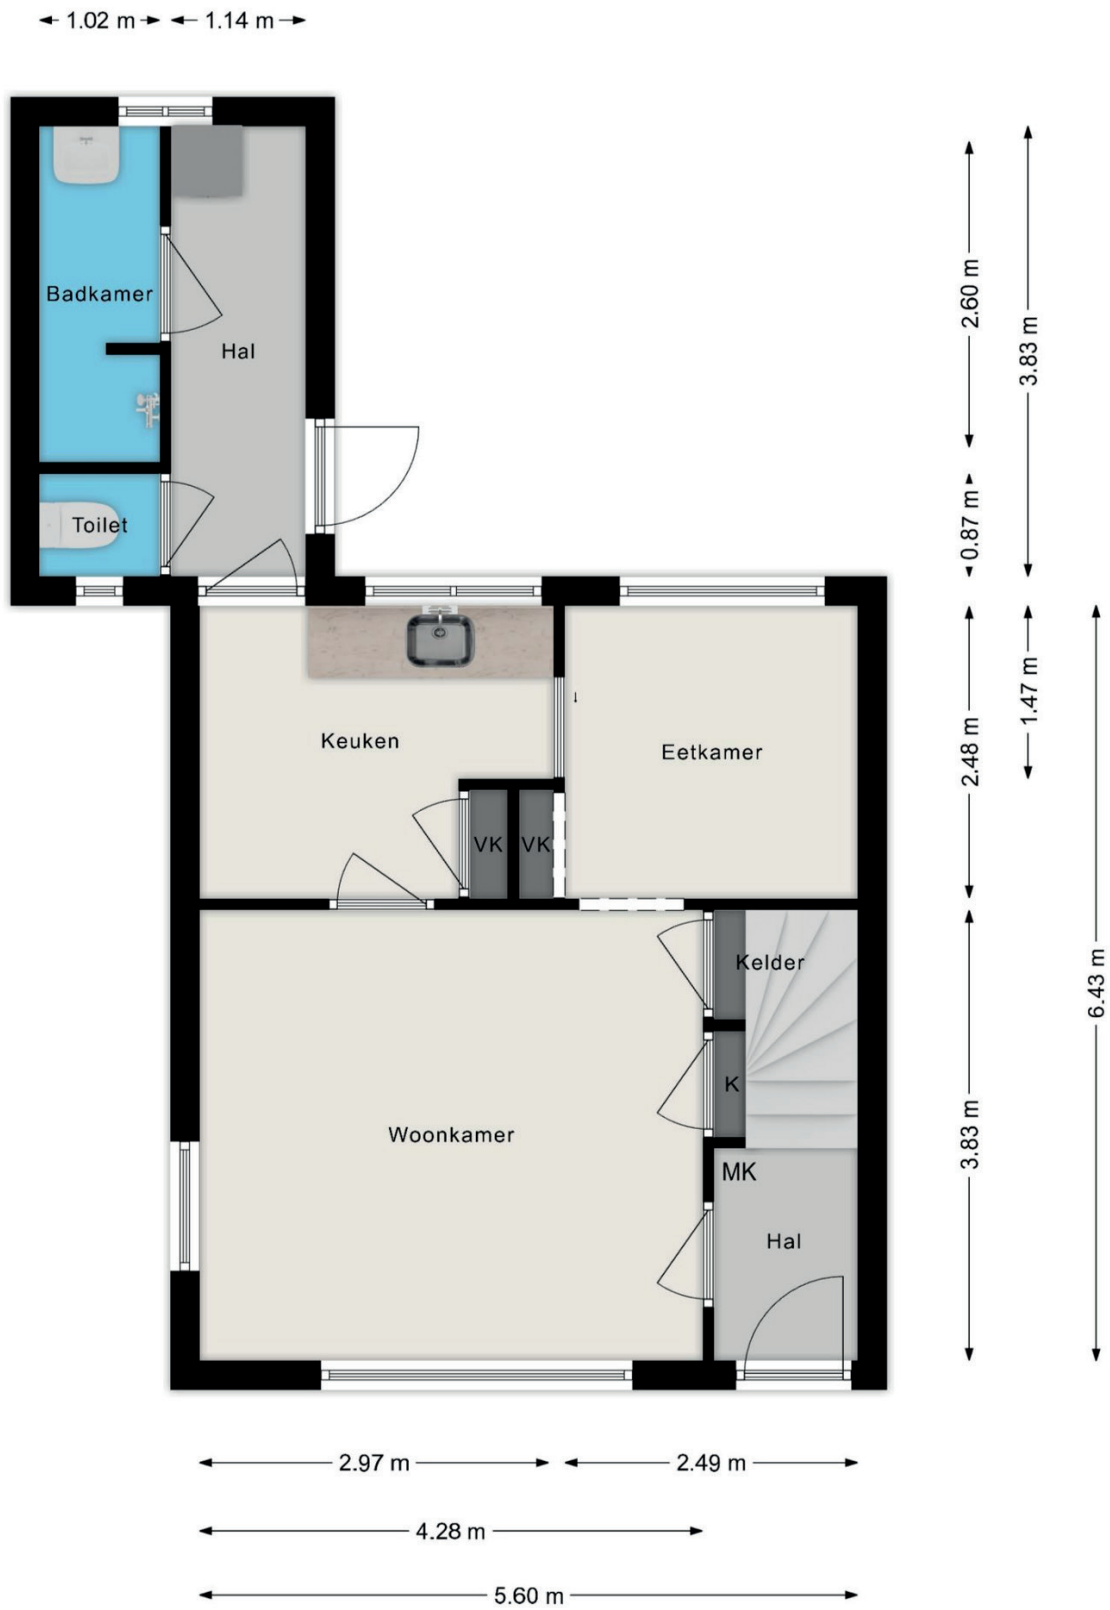 1.02 m
1.14 m
Badkamer
Hal
2.60 m
3.83 m
Toilet
0.87 m
Keuken
Eetkamer
1.47 m
2.48 m
VK
VK
Kelder
6.43 m
K
Woonkamer
3.83 m
MK
Hal
2.97 m
2.49 m
4.28 m
5.60 m